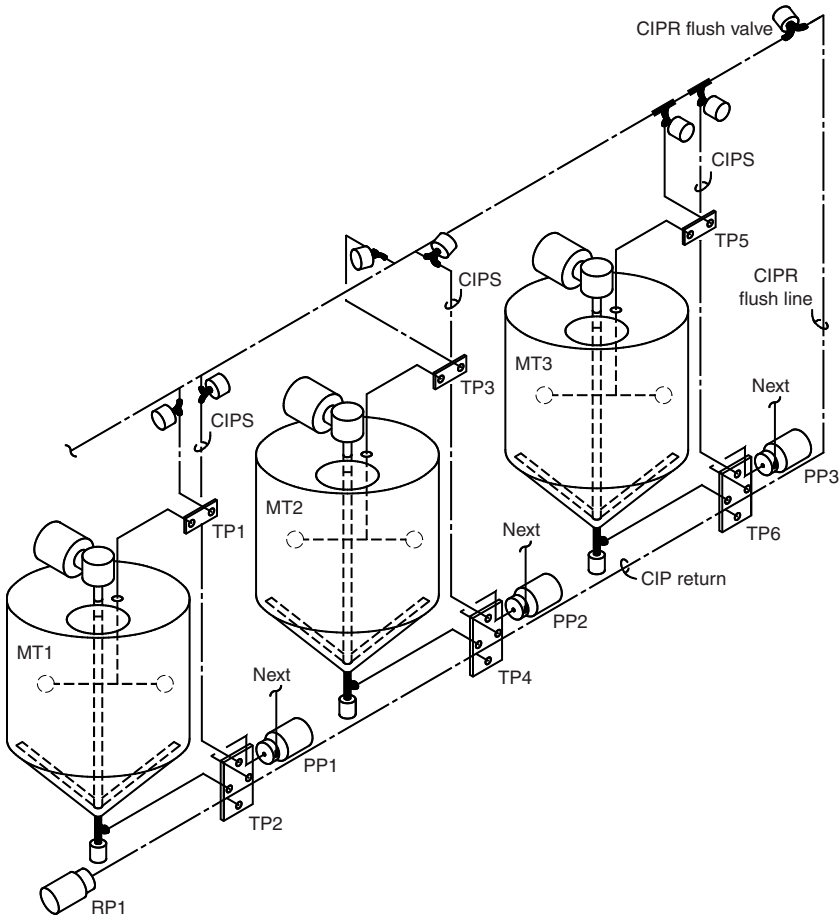 CIPR flush valve
CIPS
TP5
CIPS
CIPR
flush line
MT3
TP3
Next
CIPS
PP3
MT2
TP6
TP1
Next
CIP return
PP2
MT1
TP4
Next
PP1
TP2
RP1